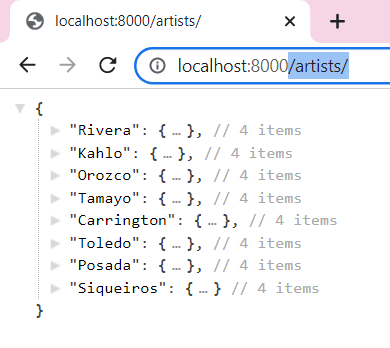 localhost:8000/artists/
localhost:8000/artists/
{
"Rivera": { … }, // 4 items
"Kahlo": { … }, // 4 items
"Orozco": { … }, // 4 items
"Tamayo": { … }, // 4 items
"Carrington": { … }, // 4 items
"Toledo": { … }, // 4 items
"Posada": { … }, // 4 items
"Siqueiros": { … } // 4 items
}